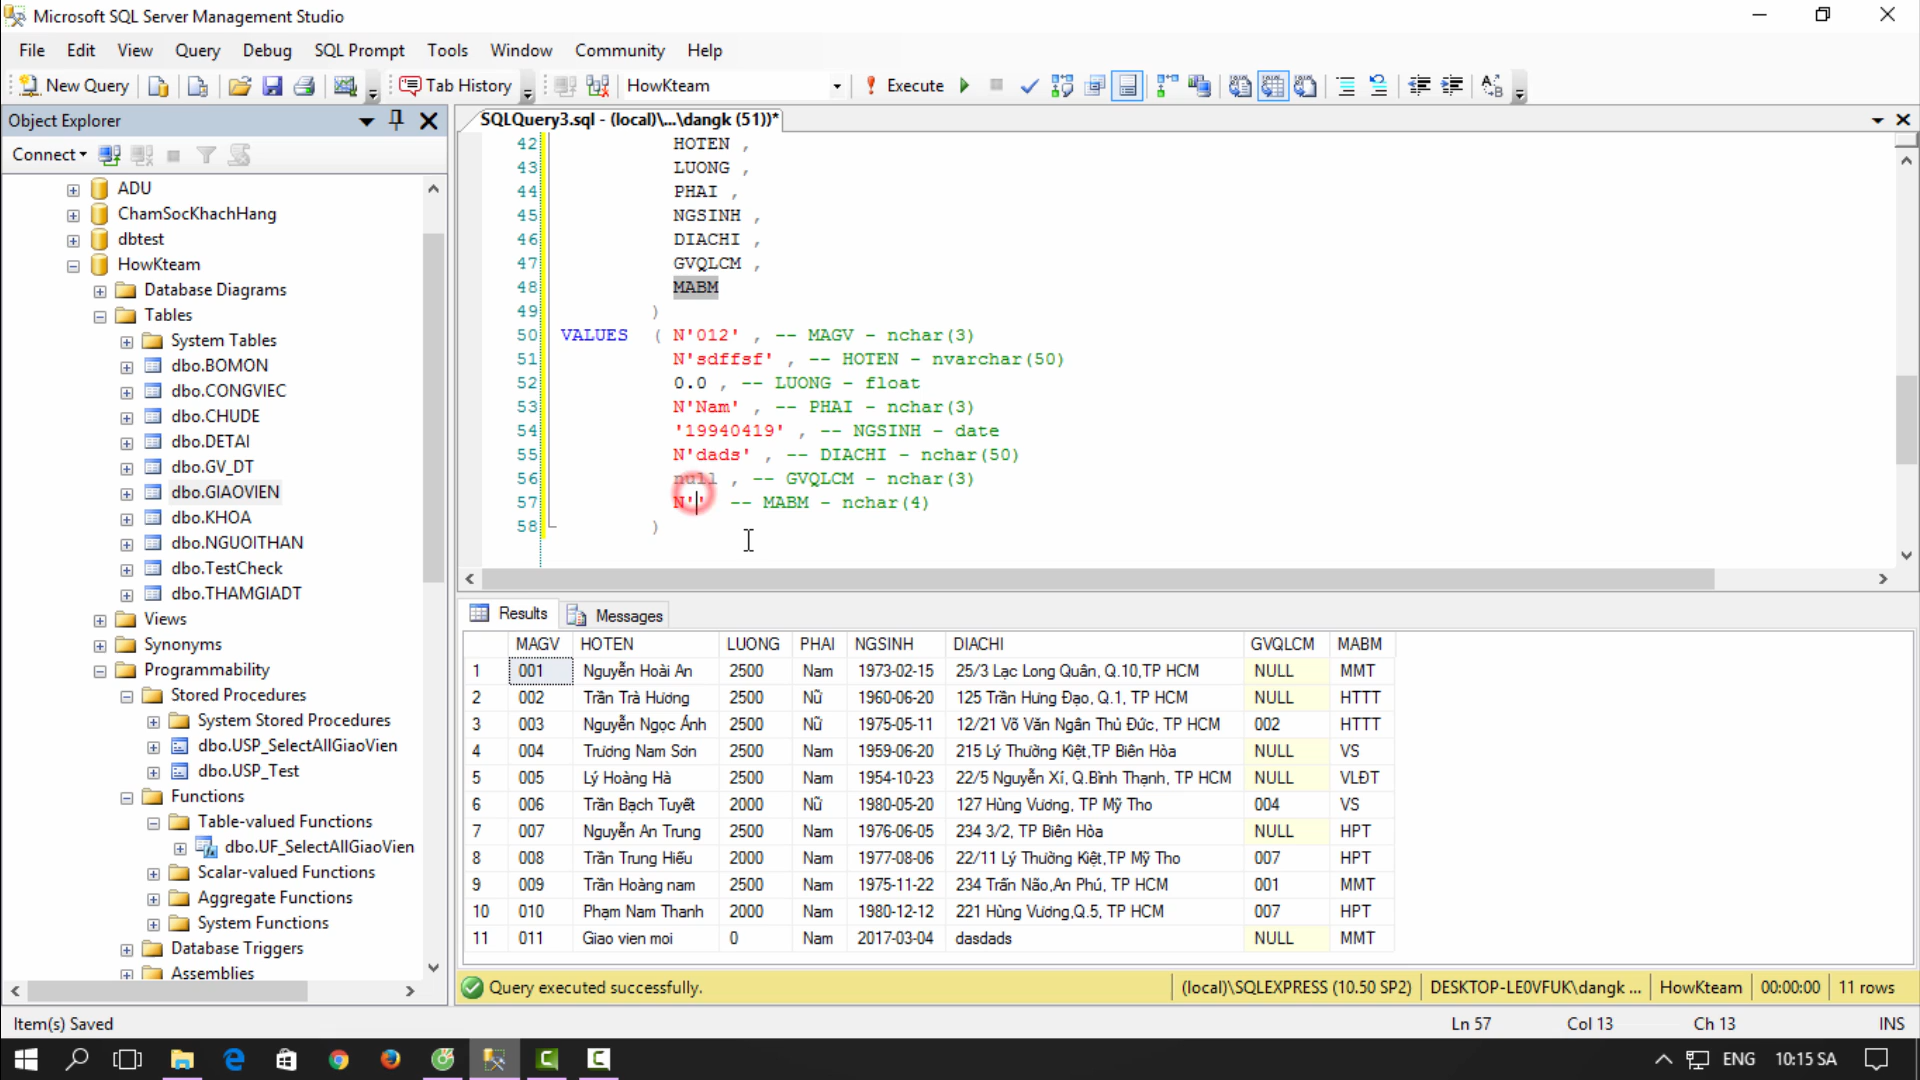 Microsoft SQL Server Management Studio
File Edit View Query Debug SQL Prompt Tools Window Community Help
New Query Tab History HowKteam Execute
Object Explorer
Connect
ADU
ChamSocKhachHang
dbtest
HowKteam
Database Diagrams
Tables
System Tables
dbo.BOMON
dbo.CONGVIEC
dbo.CHUDE
dbo.DETAI
dbo.GV_DT
dbo.GIAOVIEN
dbo.KHOA
dbo.NGUOITHAN
dbo.TestCheck
dbo.THAMGIADT
Views
Synonyms
Programmability
Stored Procedures
System Stored Procedures
dbo.USP_SelectAllGiaoVien
dbo.USP_Test
Functions
Table-valued Functions
dbo.UF_SelectAllGiaoVien
Scalar-valued Functions
Aggregate Functions
System Functions
Database Triggers
Assemblies
SQLQuery3.sql - (local)\...\dangk (51))*
42 HOTEN ,
43 LUONG ,
44 PHAI ,
45 NGSINH ,
46 DIACHI ,
47 GVQLCM ,
48 MABM
49 )
50 VALUES ( N'012' , -- MAGV - nchar(3)
51 N'sdffsf' , -- HOTEN - nvarchar(50)
52 0.0 , -- LUONG - float
53 N'Nam' , -- PHAI - nchar(3)
54 '19940419' , -- NGSINH - date
55 N'dads' , -- DIACHI - nchar(50)
56 null , -- GVQLCM - nchar(3)
57 N'' -- MABM - nchar(4)
58 )
Results Messages
MAGV HOTEN LUONG PHAI NGSINH DIACHI GVQLCM MABM
1 001 Nguyễn Hoài An 2500 Nam 1973-02-15 25/3 Lạc Long Quân, Q.10,TP HCM NULL MMT
2 002 Trần Trà Hương 2500 Nữ 1960-06-20 125 Trần Hưng Đạo, Q.1, TP HCM NULL HTTT
3 003 Nguyễn Ngọc Ánh 2500 Nữ 1975-05-11 12/21 Võ Văn Ngân Thủ Đức, TP HCM 002 HTTT
4 004 Trương Nam Sơn 2500 Nam 1959-06-20 215 Lý Thường Kiệt,TP Biên Hòa NULL VS
5 005 Lý Hoàng Hà 2500 Nam 1954-10-23 22/5 Nguyễn Xí, Q.Bình Thạnh, TP HCM NULL VLĐT
6 006 Trần Bạch Tuyết 2000 Nữ 1980-05-20 127 Hùng Vương, TP Mỹ Tho 004 VS
7 007 Nguyễn An Trung 2500 Nam 1976-06-05 234 3/2, TP Biên Hòa NULL HPT
8 008 Trần Trung Hiếu 2000 Nam 1977-08-06 22/11 Lý Thường Kiệt,TP Mỹ Tho 007 HPT
9 009 Trần Hoàng nam 2500 Nam 1975-11-22 234 Trấn Não,An Phú, TP HCM 001 MMT
10 010 Phạm Nam Thanh 2000 Nam 1980-12-12 221 Hùng Vương,Q.5, TP HCM 007 HPT
11 011 Giao vien moi 0 Nam 2017-03-04 dasdads NULL MMT
Query executed successfully. (local)\SQLEXPRESS (10.50 SP2) DESKTOP-LE0VFUK\dangk ... HowKteam 00:00:00 11 rows
Item(s) Saved Ln 57 Col 13 Ch 13 INS
ENG 10:15 SA